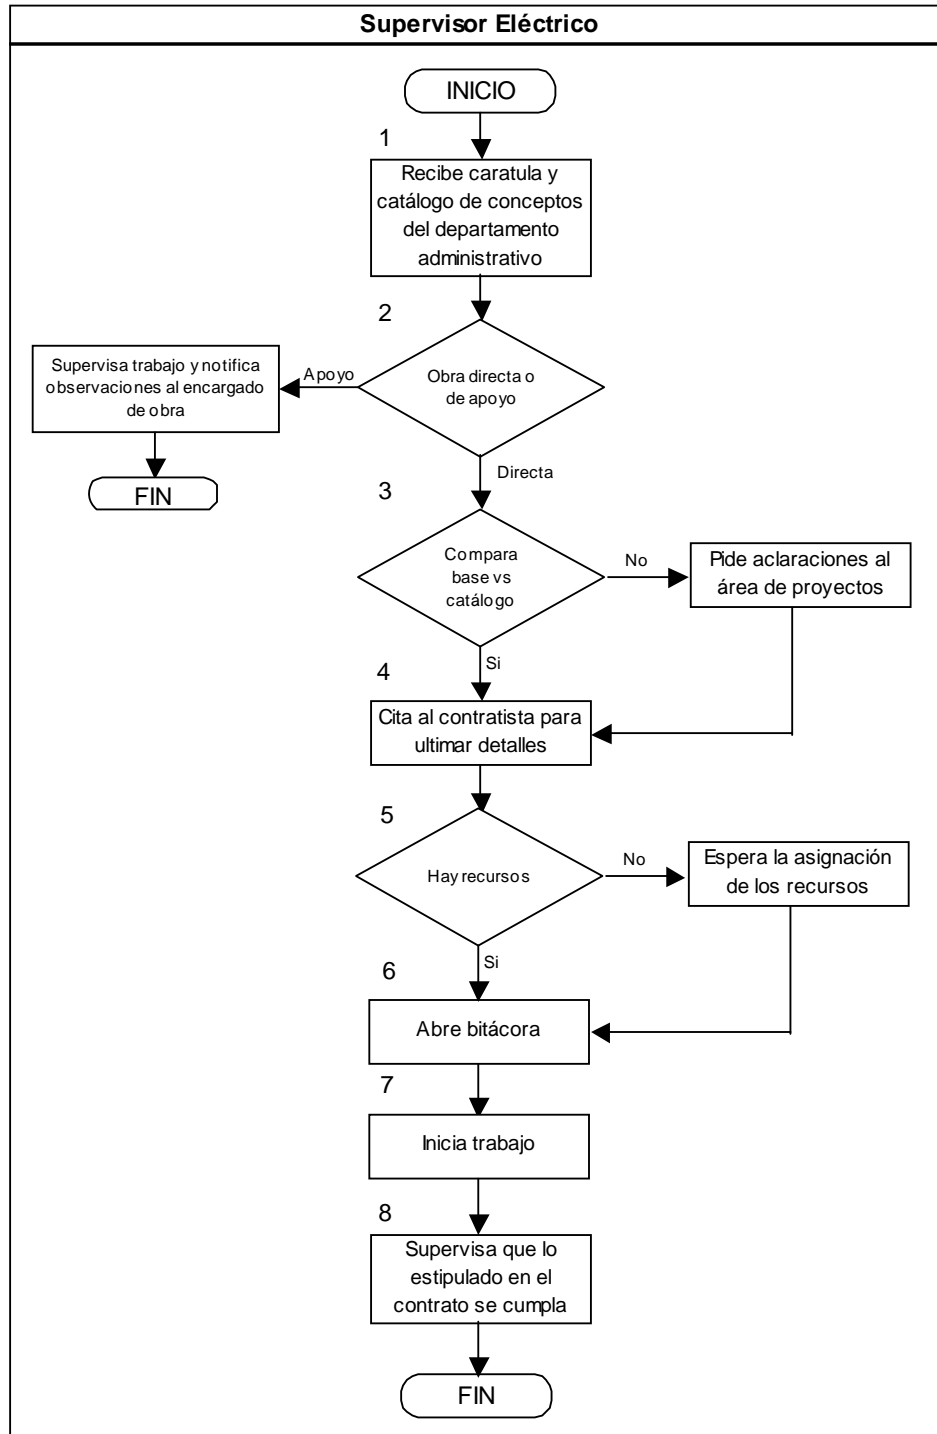 Supervisor Eléctrico
INICIO
1
Recibe caratula y
catálogo de conceptos
del departamento
administrativo
2
Obra directa o
de apoyo
Apoyo
Supervisa trabajo y notifica
observaciones al encargado
de obra
FIN
Directa
3
Compara
base vs
catálogo
No
Pide aclaraciones al
área de proyectos
Si
4
Cita al contratista para
ultimar detalles
5
Hay recursos
No
Espera la asignación
de los recursos
Si
6
Abre bitácora
7
Inicia trabajo
8
Supervisa que lo
estipulado en el
contrato se cumpla
FIN